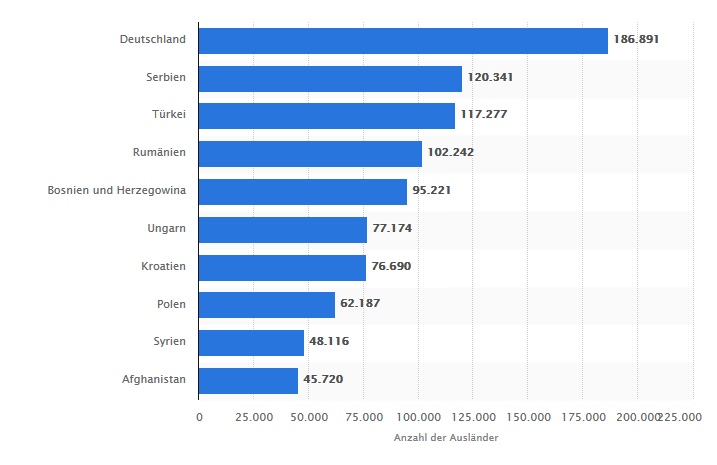 Deutschland 186.891
Serbien 120.341
Türkei 117.277
Rumänien 102.242
Bosnien und Herzegowina 95.221
Ungarn 77.174
Kroatien 76.690
Polen 62.187
Syrien 48.116
Afghanistan 45.720
0 25.000 50.000 75.000 100.000 125.000 150.000 175.000 200.000 225.000
Anzahl der Ausländer